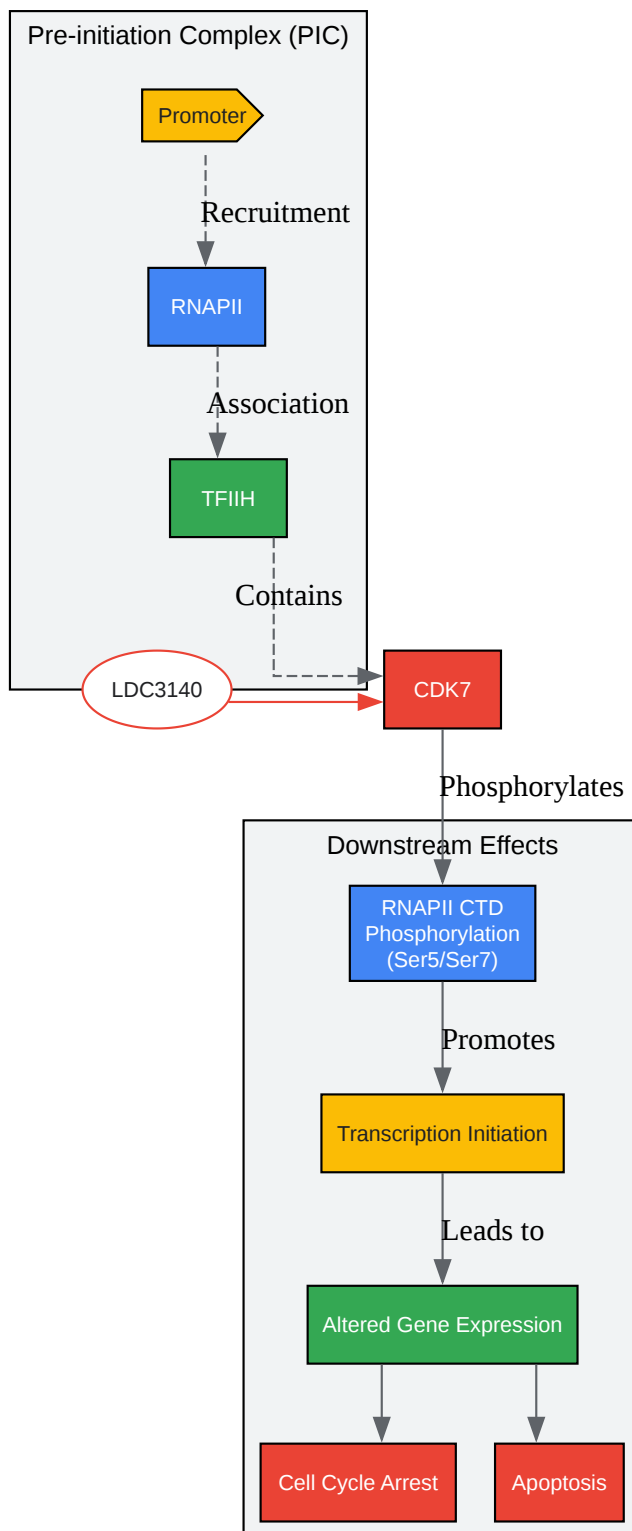 Pre-initiation Complex (PIC)
Promoter
Recruitment
RNAPII
Association
TFIIH
Contains
LDC3140
CDK7
Phosphorylates
Downstream Effects
RNAPII CTD
Phosphorylation
(Ser5/Ser7)
Promotes
Transcription Initiation
Leads to
Altered Gene Expression
Cell Cycle Arrest
Apoptosis